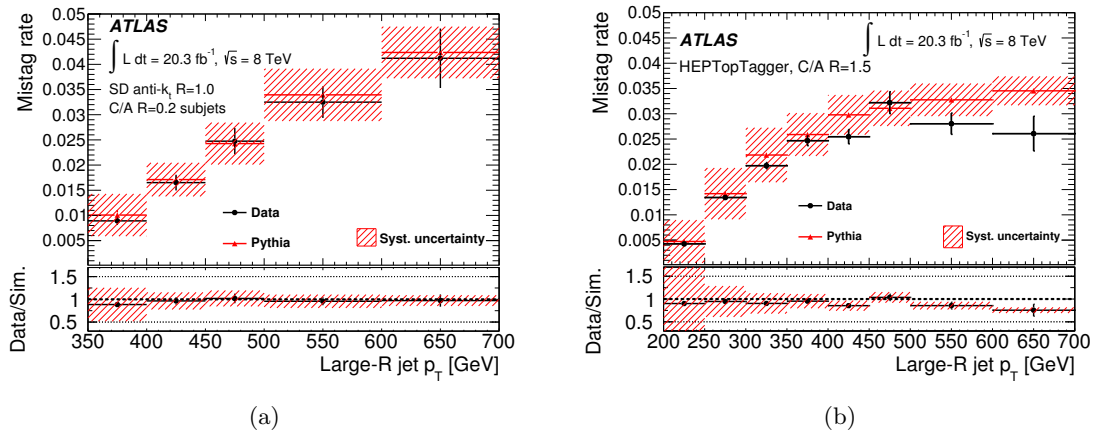 Mistag rate
0.05
0.045
0.04
0.035
0.03
0.025
0.02
0.015
0.01
0.005
ATLAS
∫ L dt = 20.3 fb⁻¹, √s = 8 TeV
SD anti-kₜ R=1.0
C/A R=0.2 subjets
Data
Pythia
Syst. uncertainty
Data/Sim.
1.5
1
0.5
350 400 450 500 550 600 650 700
Large-R jet p_T [GeV]
(a)
Mistag rate
0.05
0.045
0.04
0.035
0.03
0.025
0.02
0.015
0.01
0.005
ATLAS
∫ L dt = 20.3 fb⁻¹, √s = 8 TeV
HEPTopTagger, C/A R=1.5
Data
Pythia
Syst. uncertainty
Data/Sim.
1.5
1
0.5
200 250 300 350 400 450 500 550 600 650 700
Large-R jet p_T [GeV]
(b)